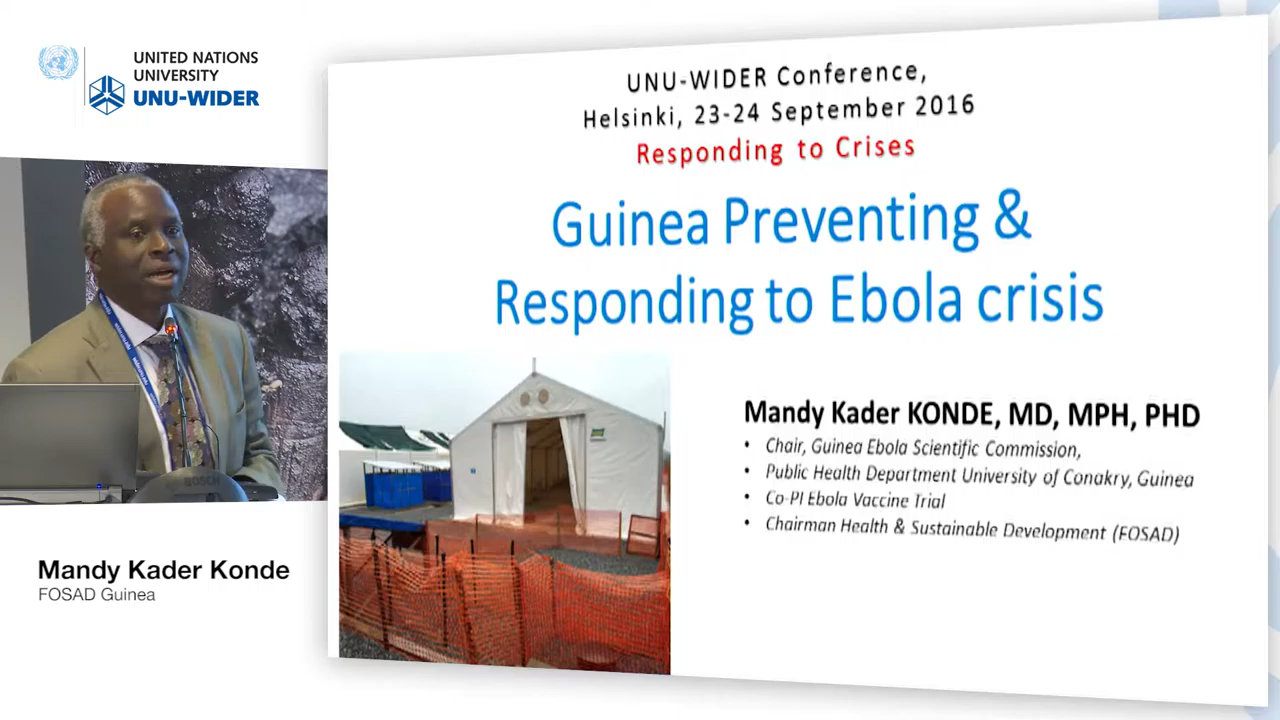 UNITED NATIONS
UNIVERSITY
UNU-WIDER
Mandy Kader Konde
FOSAD Guinea
UNU-WIDER Conference,
Helsinki, 23-24 September 2016
Responding to Crises
Guinea Preventing &
Responding to Ebola crisis
Mandy Kader KONDE, MD, MPH, PHD
• Chair, Guinea Ebola Scientific Commission,
• Public Health Department University of Conakry, Guinea
• Co-PI Ebola Vaccine Trial
• Chairman Health & Sustainable Development (FOSAD)
BOSCH